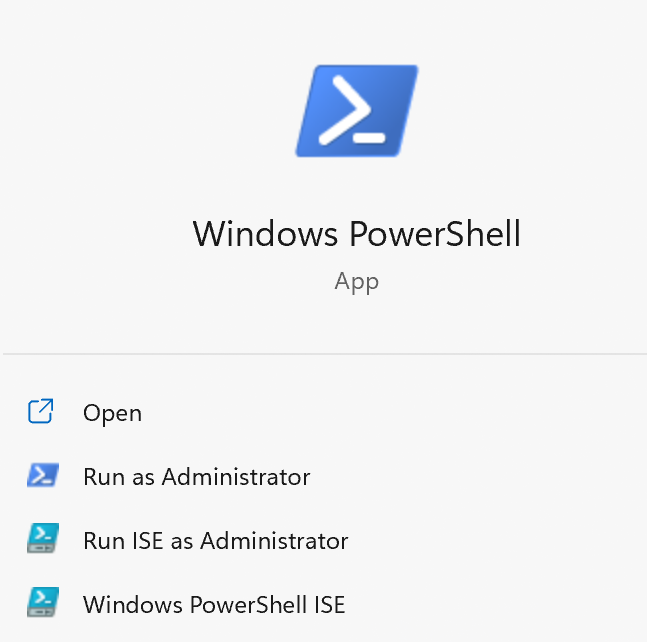 Windows PowerShell
App
Open
Run as Administrator
Run ISE as Administrator
Windows PowerShell ISE